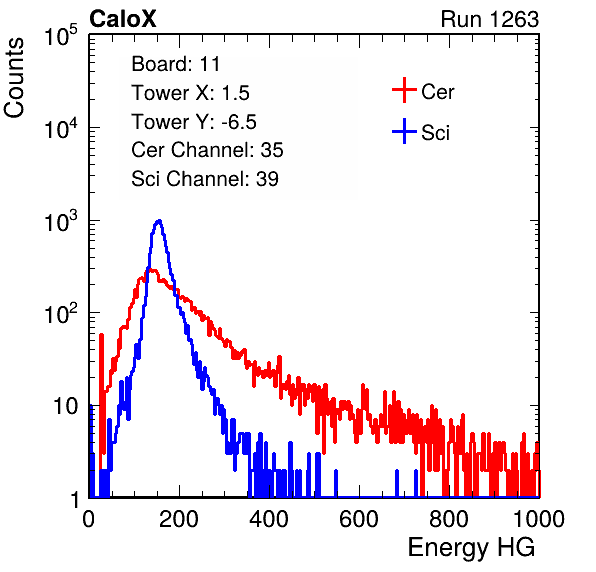 CaloX Run 1263
Counts
Board: 11
Tower X: 1.5
Tower Y: -6.5
Cer Channel: 35
Sci Channel: 39
Cer
Sci
10^5
10^4
10^3
10^2
10
1
0 200 400 600 800 1000
Energy HG